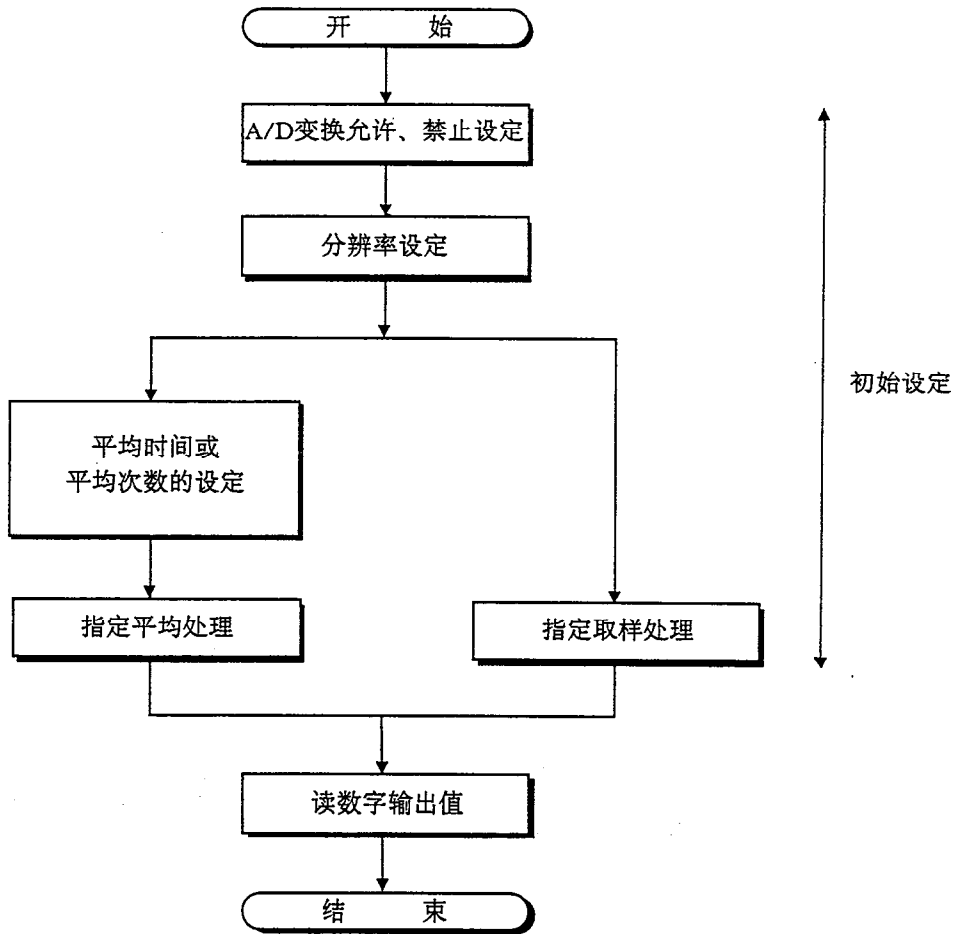 开 始
A/D变换允许、禁止设定
分辨率设定
初始设定
平均时间或
平均次数的设定
指定平均处理
指定取样处理
读数字输出值
结 束